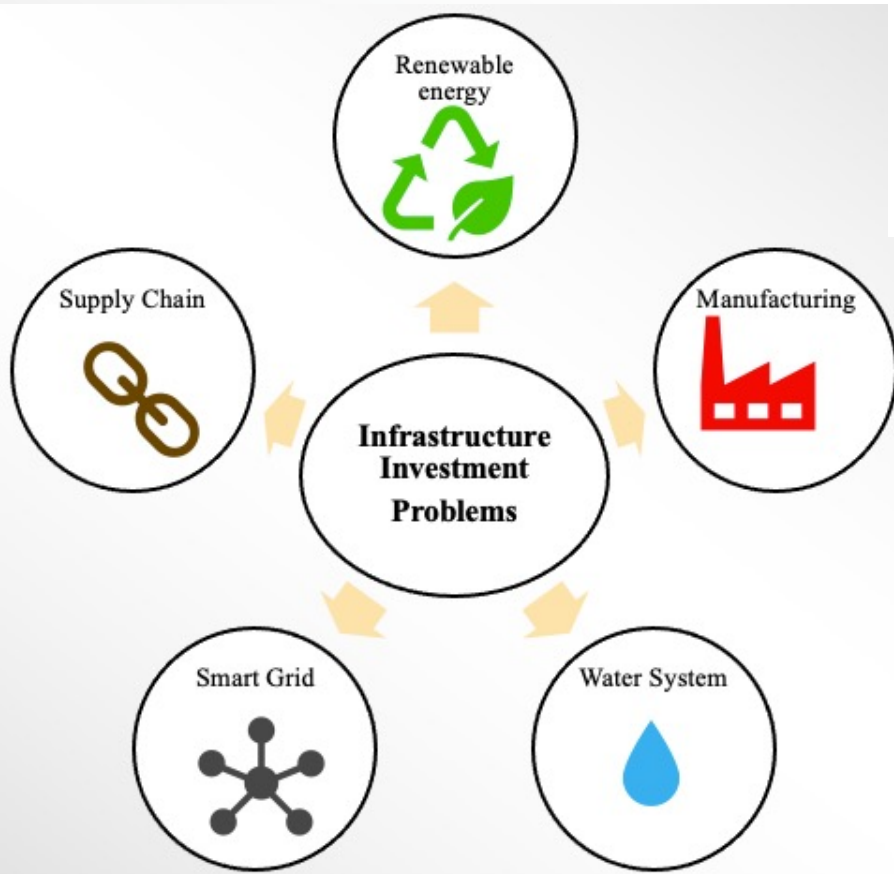 Renewable
energy
Supply Chain
Manufacturing
Infrastructure
Investment
Problems
Smart Grid
Water System